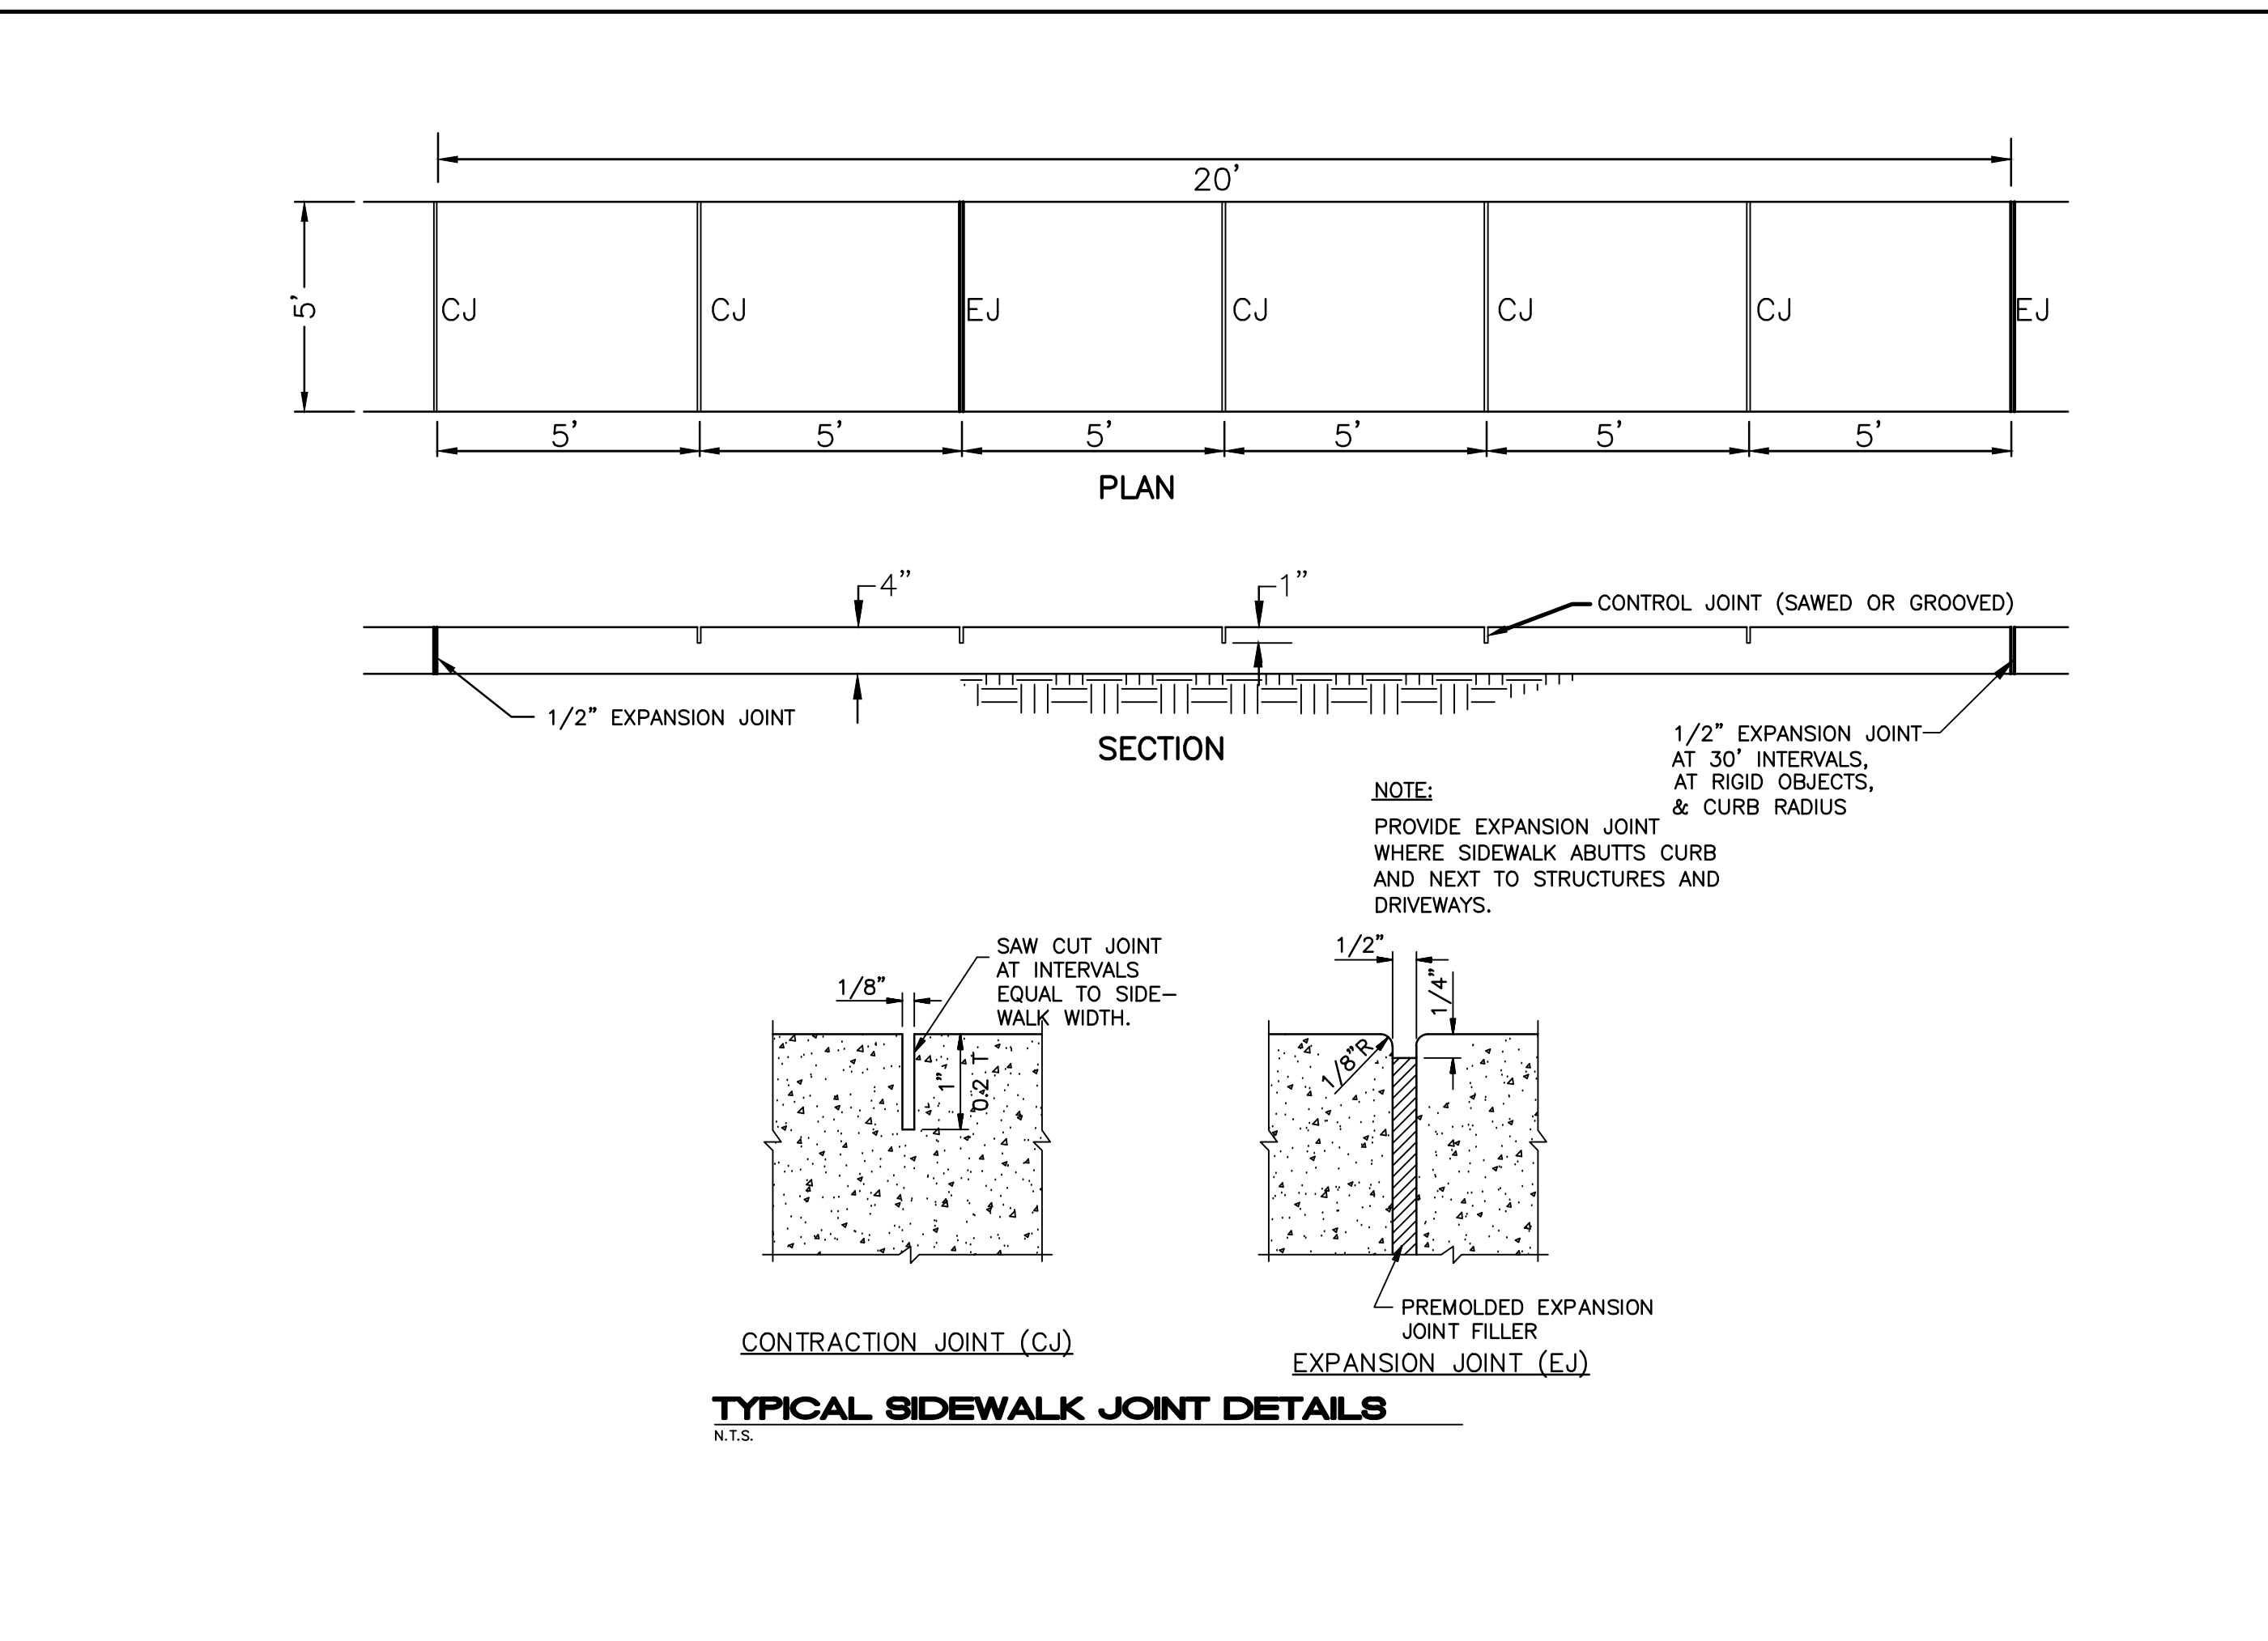 20'
5'
CJ
CJ
EJ
CJ
CJ
CJ
EJ
5'
5'
5'
5'
5'
5'
PLAN
4"
1"
CONTROL JOINT (SAWED OR GROOVED)
1/2" EXPANSION JOINT
SECTION
1/2" EXPANSION JOINT
AT 30' INTERVALS,
AT RIGID OBJECTS,
& CURB RADIUS
NOTE:
PROVIDE EXPANSION JOINT
WHERE SIDEWALK ABUTTS CURB
AND NEXT TO STRUCTURES AND
DRIVEWAYS.
SAW CUT JOINT
AT INTERVALS
EQUAL TO SIDE-
WALK WIDTH.
1/8"
1"
0.2 T
CONTRACTION JOINT (CJ)
1/2"
1/4"
1/8"R
PREMOLDED EXPANSION
JOINT FILLER
EXPANSION JOINT (EJ)
TYPICAL SIDEWALK JOINT DETAILS
N.T.S.